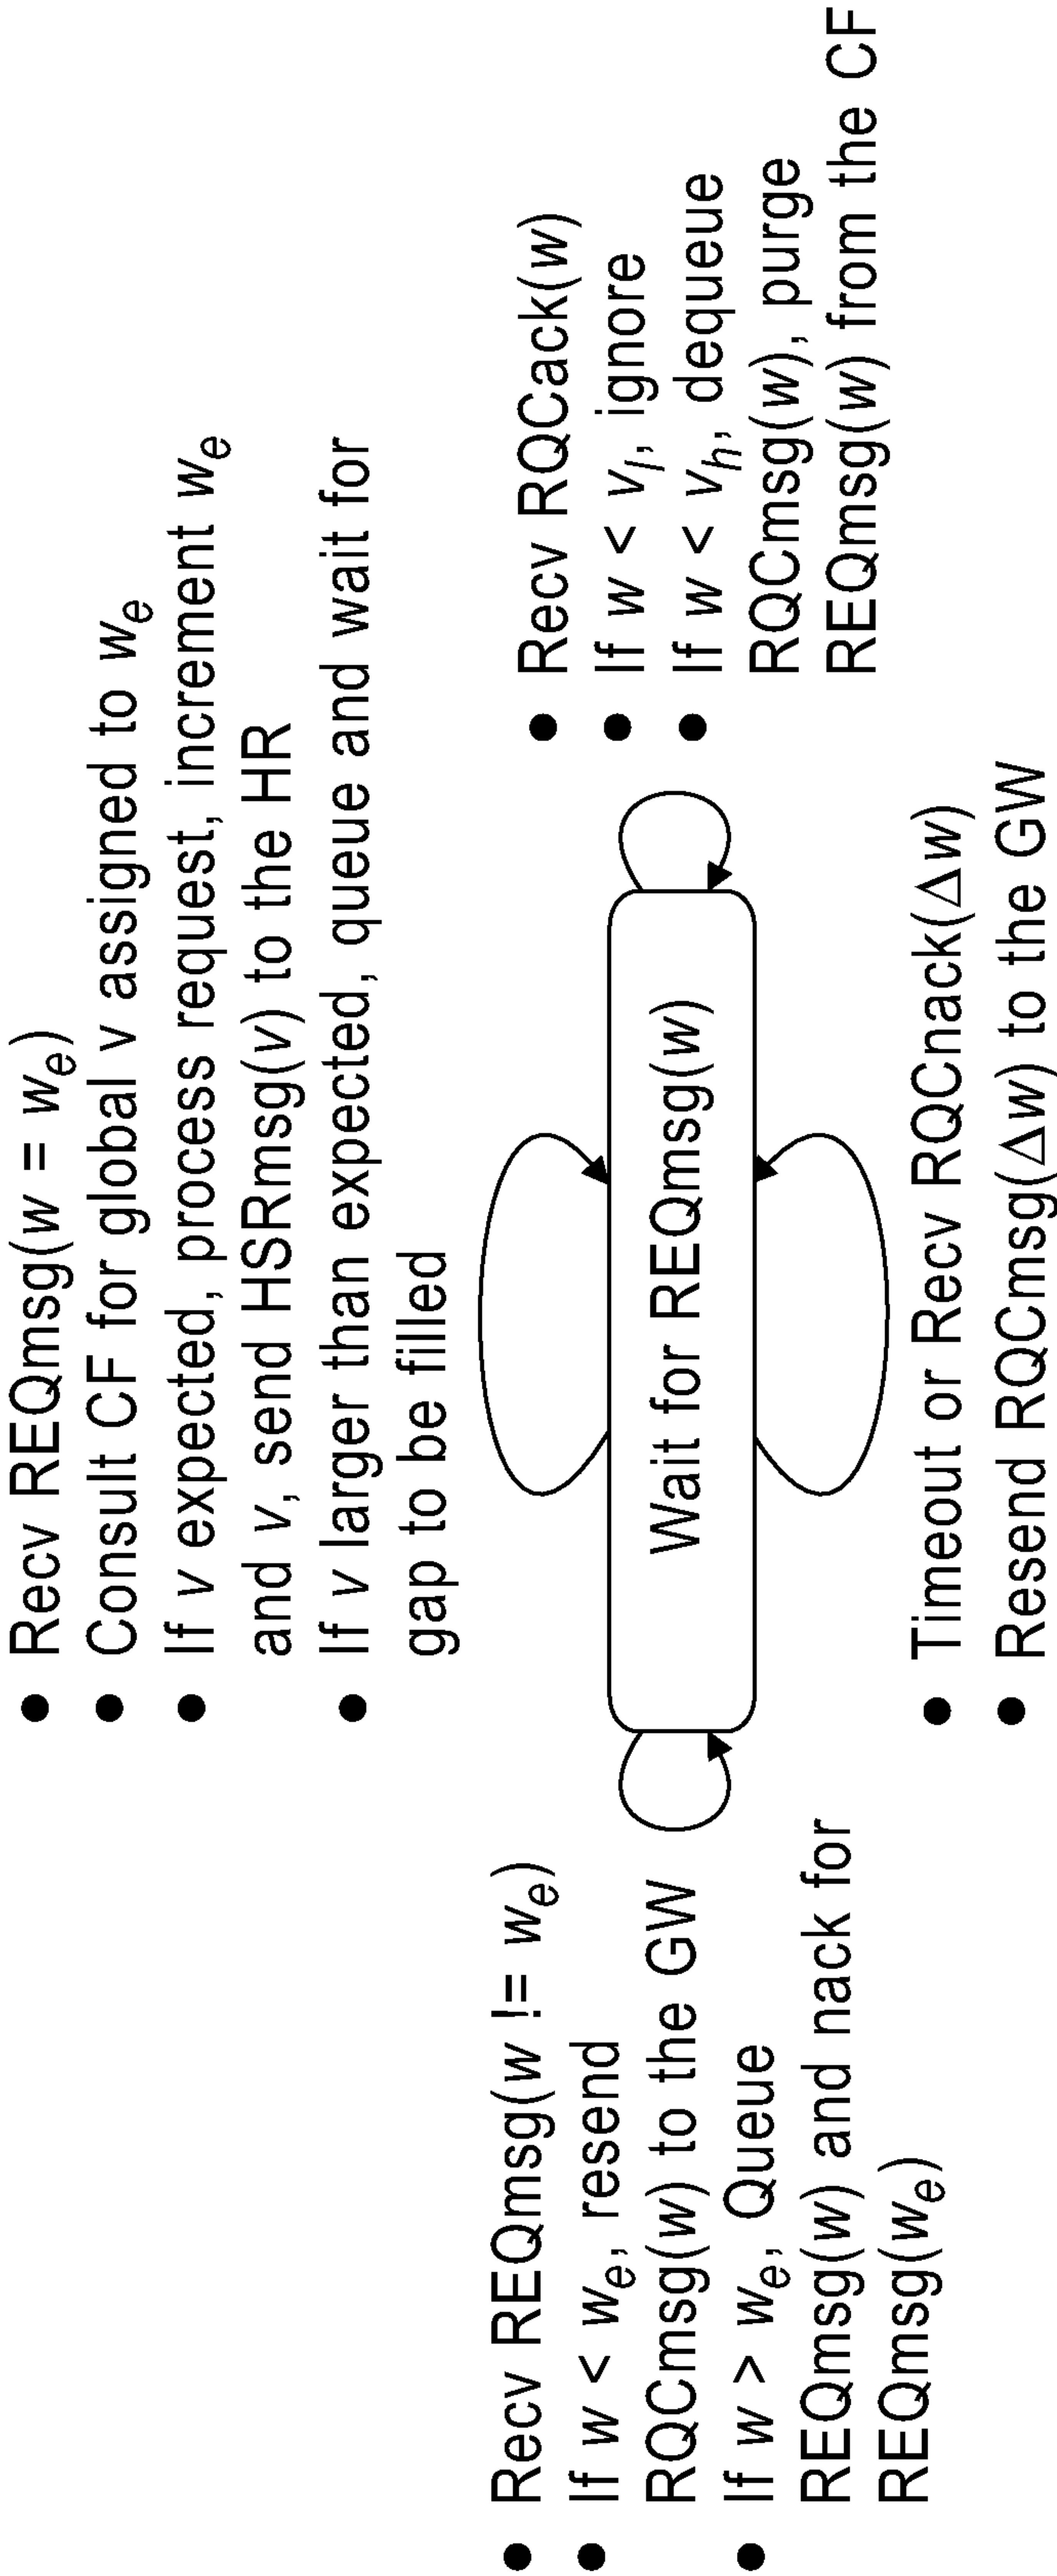 • Recv REQmsg(w = wₑ)
• Consult CF for global v assigned to wₑ
• If v expected, process request, increment wₑ
and v, send HSRmsg(v) to the HR
• If v larger than expected, queue and wait for
gap to be filled
• Recv REQmsg(w != wₑ)
• If w < wₑ, resend
RQCmsg(w) to the GW
• If w > wₑ, Queue
REQmsg(w) and nack for
REQmsg(wₑ)
Wait for REQmsg(w)
• Recv RQCack(w)
• If w < vₗ, ignore
• If w < vₕ, dequeue
RQCmsg(w), purge
REQmsg(w) from the CF
• Timeout or Recv RQCnack(Δw)
• Resend RQCmsg(Δw) to the GW